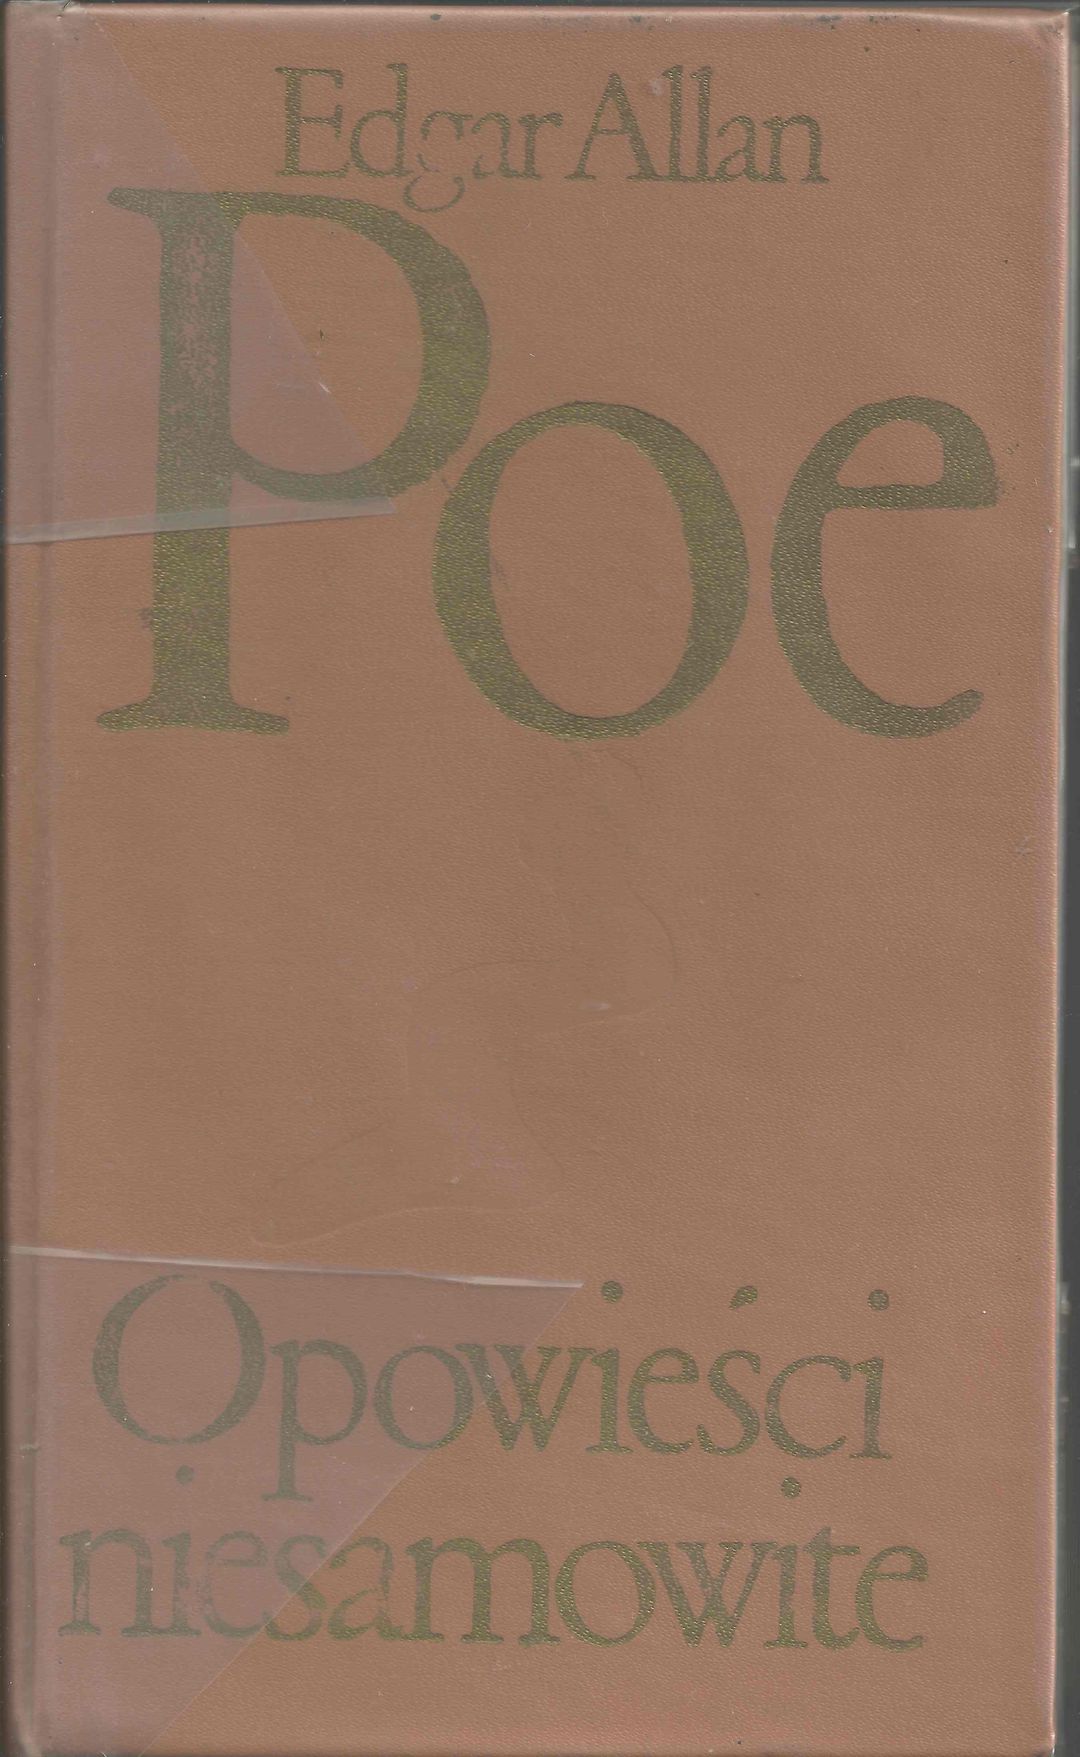 Edgar Allan
Poe
Opowieści
niesamowite